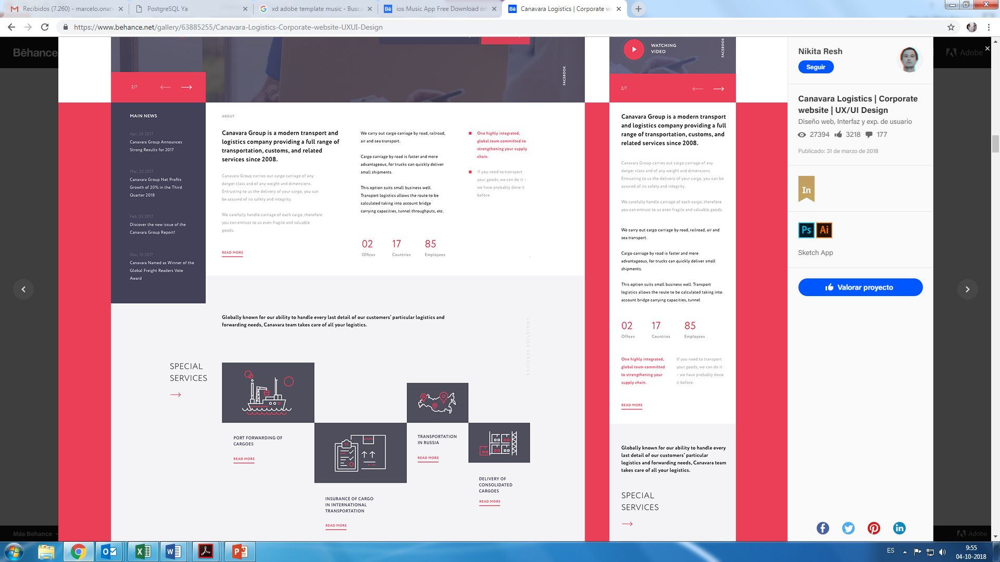 Recibidos (7.260) - marcelo.onate
PostgreSQL Ya
xd adobe template music - Busca
ios Music App Free Download on
Canavara Logistics | Corporate we
https://www.behance.net/gallery/63885255/Canavara-Logistics-Corporate-website-UXUI-Design
Bēhance
Adobe
2/7
FACEBOOK
MAIN NEWS
Apr, 26 2017
Canavara Group Announces
Strong Results for 2017
Mar, 22 2017
Canavara Group Net Profits
Growth of 20% in the Third
Quarter 2018
Feb, 03 2017
Discover the new issue of the
Canavara Group Report!
Dec, 15 2017
Canavara Named as Winner of the
Global Freight Readers Vote
Award
ABOUT
Canavara Group is a modern transport and
logistics company providing a full range of
transportation, customs, and related
services since 2008.
Canavara Group carries out cargo carriage of any
danger class and of any weight and dimensions.
Entrusting to us the delivery of your cargo, you can
be assured of its safety and integrity.
We carefully handle carriage of each cargo, therefore
you can entrust to us even fragile and valuable
goods.
READ MORE
We carry out cargo carriage by road, railroad,
air and sea transport.
Cargo carriage by road is faster and more
advantageous, for trucks can quickly deliver
small shipments.
This option suits small business well.
Transport logistics allows the route to be
calculated taking into account bridge
carrying capacities, tunnel throughputs, etc.
02 17 85
Offices Countries Employees
One highly integrated,
global team committed to
strengthening your supply
chain.
If you need to transport
your goods, we can do it –
we have probably done it
before.
Globally known for our ability to handle every last detail of our customers' particular logistics and
forwarding needs, Canavara team takes care of all your logistics.
LOGISTICS SERVICES
SPECIAL
SERVICES
PORT FORWARDING OF
CARGOES
READ MORE
INSURANCE OF CARGO
IN INTERNATIONAL
TRANSPORTATION
READ MORE
TRANSPORTATION
IN RUSSIA
READ MORE
DELIVERY OF
CONSOLIDATED
CARGOES
READ MORE
WATCHING
VIDEO
FACEBOOK
2/7
Canavara Group is a modern transport
and logistics company providing a full
range of transportation, customs, and
related services since 2008.
Canavara Group carries out cargo carriage of any
danger class and of any weight and dimensions.
Entrusting to us the delivery of your cargo, you can be
assured of its safety and integrity.
We carefully handle carriage of each cargo, therefore
you can entrust to us even fragile and valuable goods.
We carry out cargo carriage by road, railroad, air and
sea transport.
Cargo carriage by road is faster and more
advantageous, for trucks can quickly deliver small
shipments.
This option suits small business well. Transport
logistics allows the route to be calculated taking into
account bridge carrying capacities, tunnel
02 17 85
Offices Countries Employees
One highly integrated,
global team committed
to strengthening your
supply chain.
If you need to transport
your goods, we can do it
– we have probably done
it before.
READ MORE
Globally known for our ability to handle every
last detail of our customers' particular
logistics and forwarding needs, Canavara team
takes care of all your logistics.
SPECIAL
SERVICES
Nikita Resh
Seguir
Canavara Logistics | Corporate
website | UX/UI Design
Diseño web, Interfaz y exp. de usuario
27394 3218 177
Publicado: 31 de marzo de 2018
In
Ps Ai
Sketch App
Valorar proyecto
Más Behance
Adobe
ES
9:55
04-10-2018